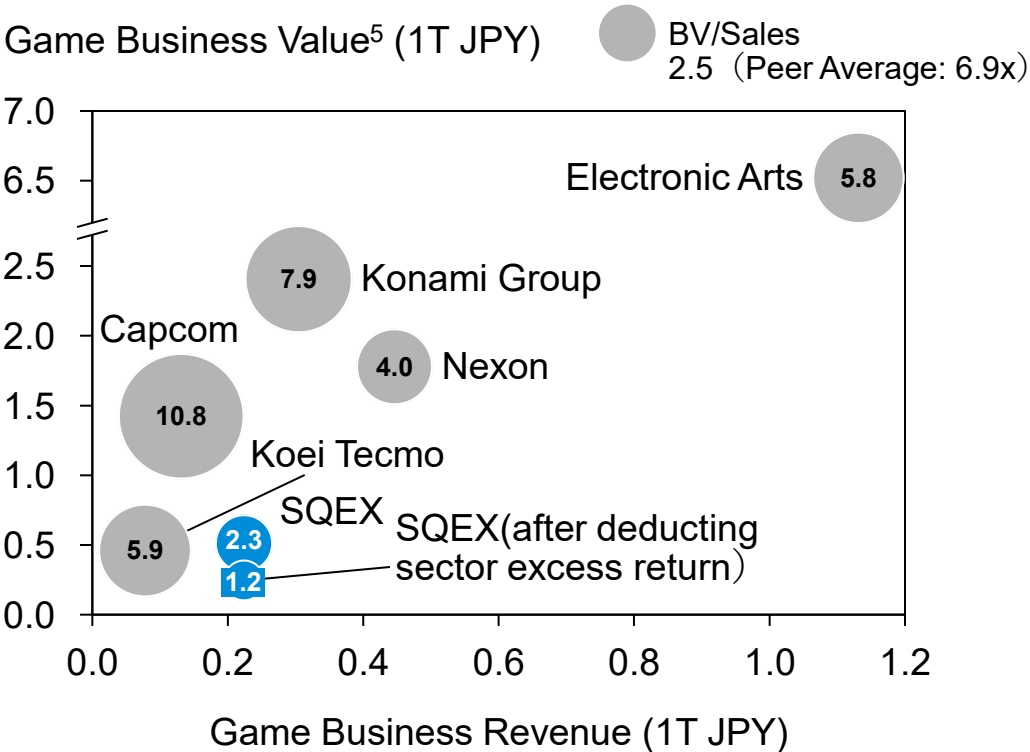 Game Business Value5 (1T JPY)
BV/Sales
2.5（Peer Average: 6.9x）
7.0
6.5
2.5
2.0
1.5
1.0
0.5
0.0
Electronic Arts
5.8
7.9
Konami Group
Capcom
4.0
Nexon
10.8
Koei Tecmo
5.9
SQEX
2.3
SQEX(after deducting
sector excess return）
1.2
0.0 0.2 0.4 0.6 0.8 1.0 1.2
Game Business Revenue (1T JPY)